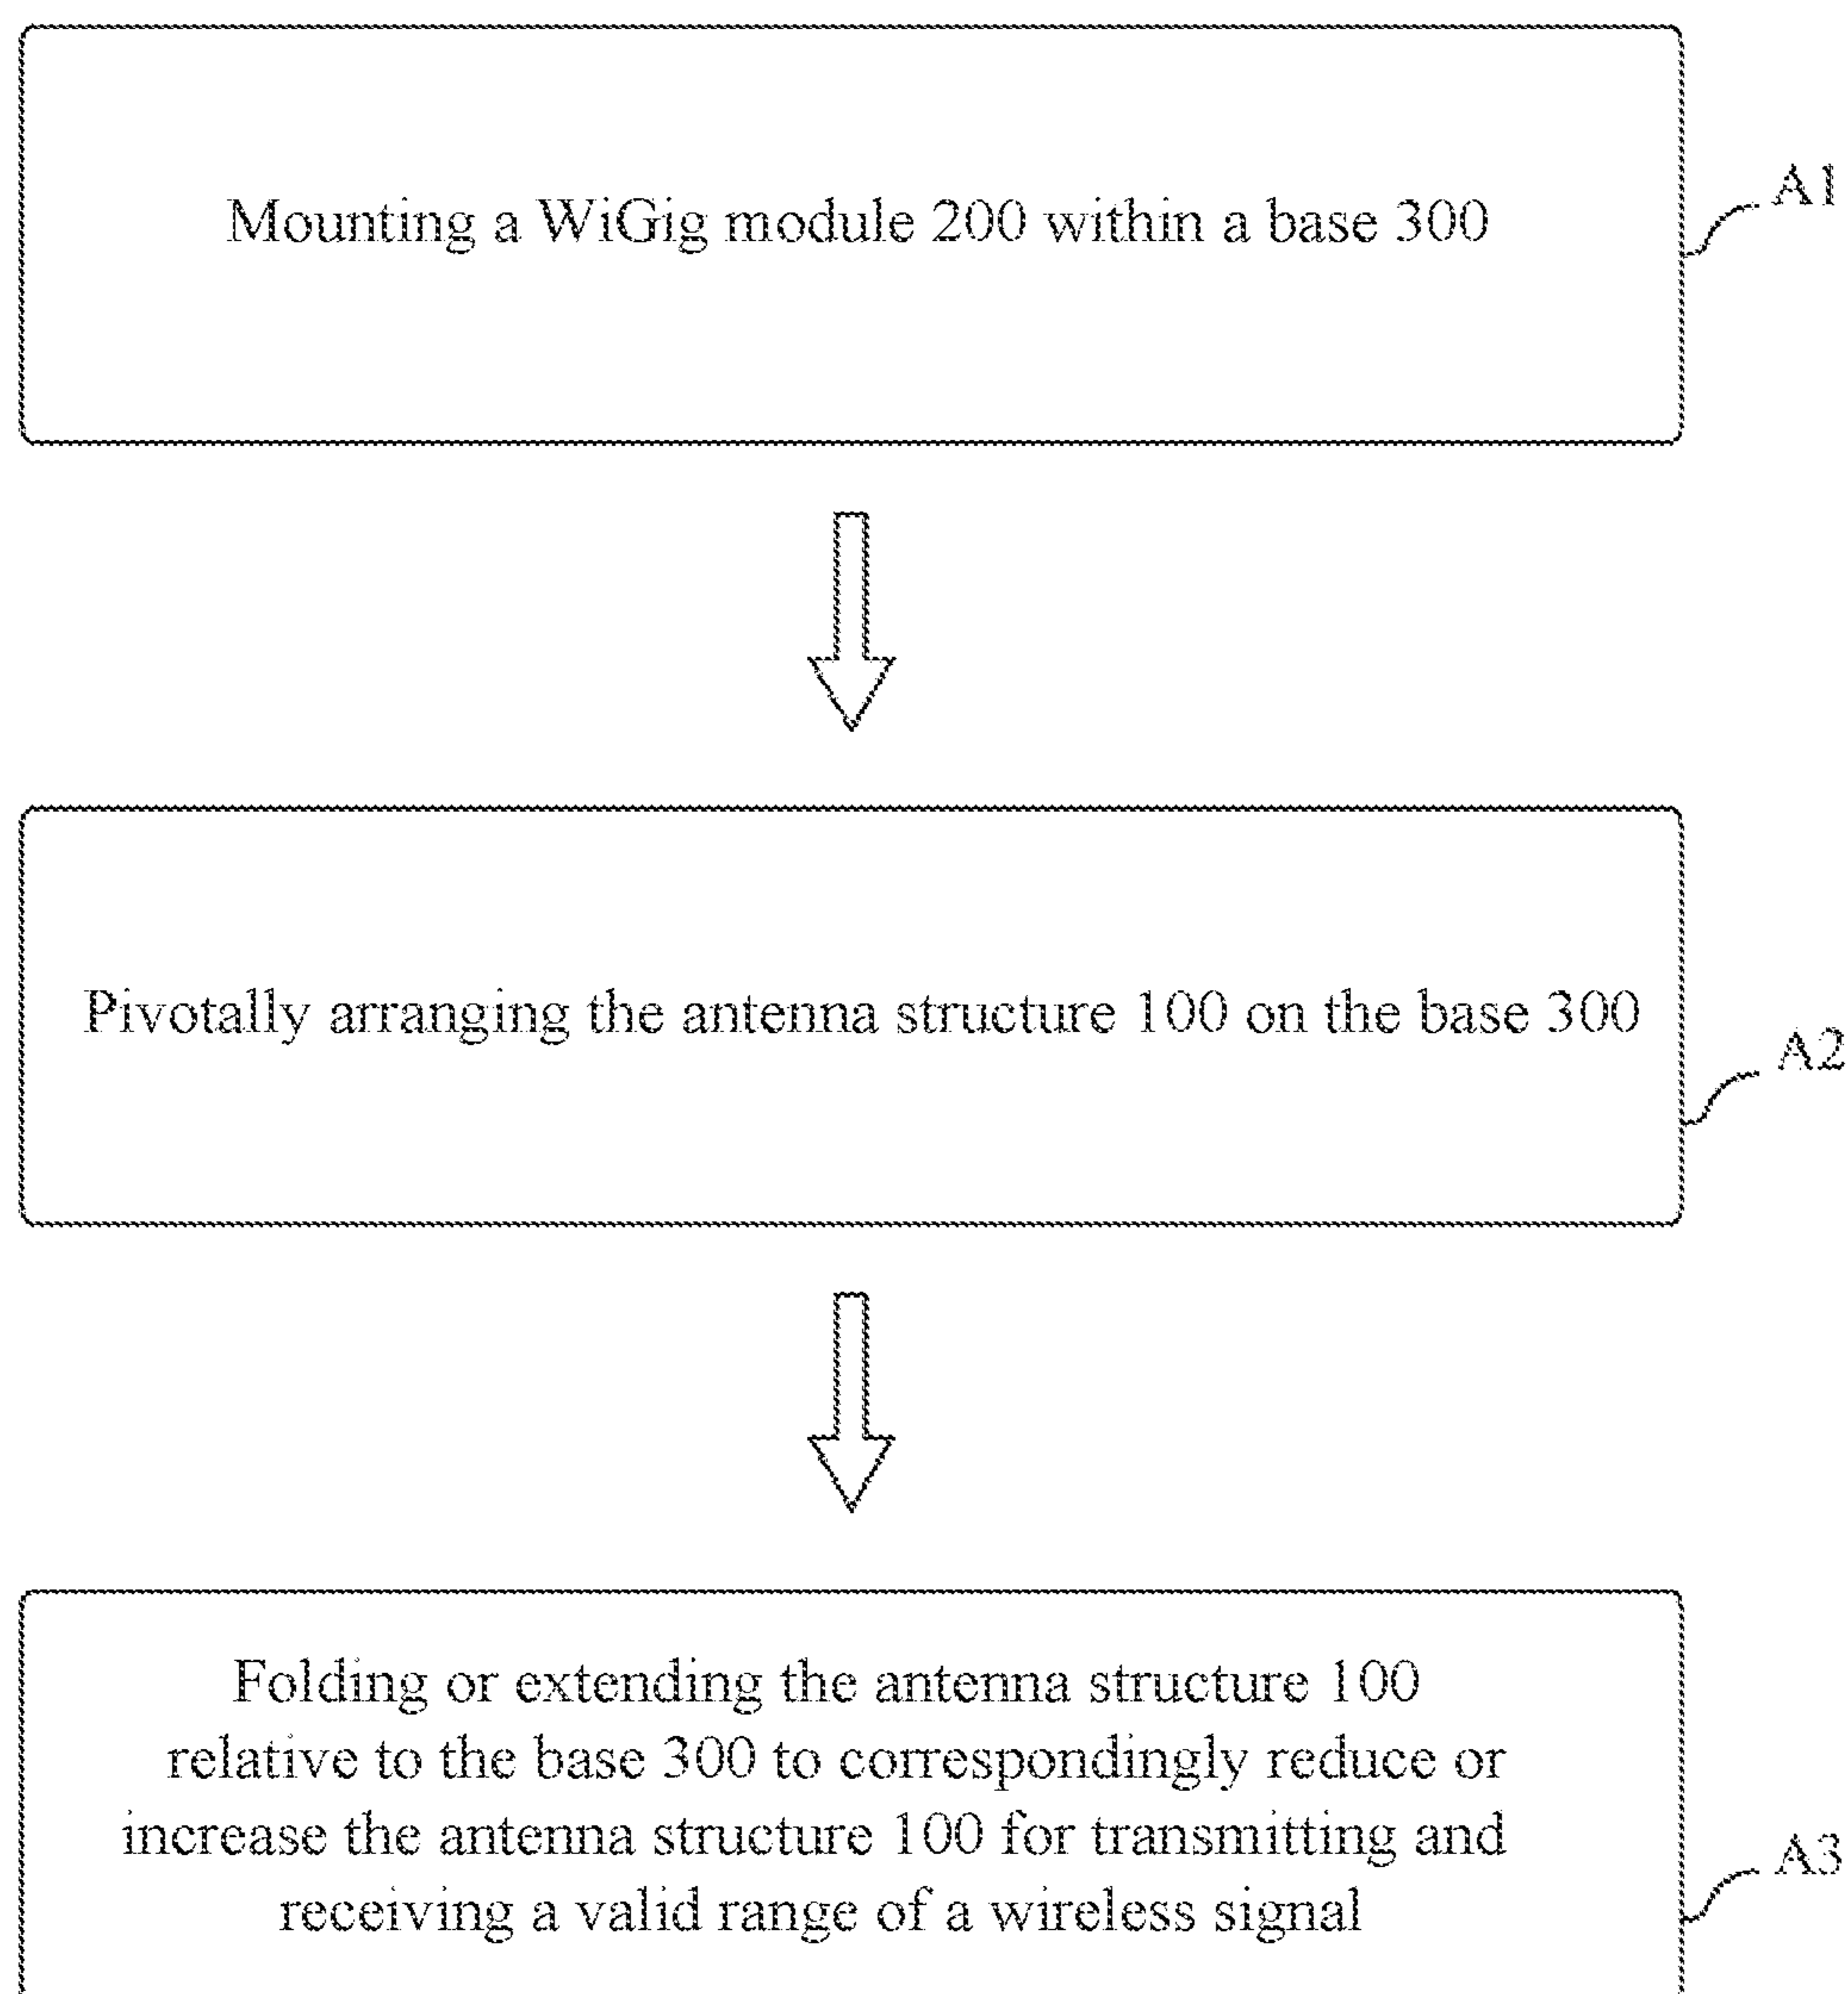 Mounting a WiGig module 200 within a base 300
A1
Pivotally arranging the antenna structure 100 on the base 300
A2
Folding or extending the antenna structure 100
relative to the base 300 to correspondingly reduce or
increase the antenna structure 100 for transmitting and
receiving a valid range of a wireless signal
A3